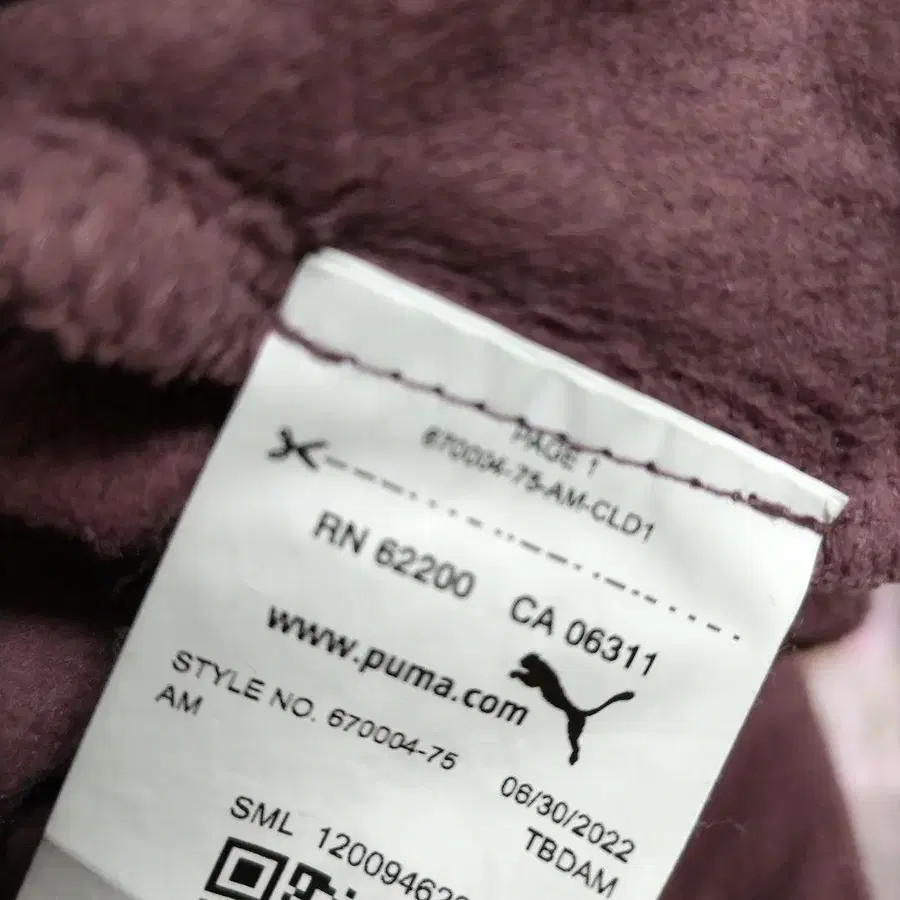 PAGE 1
670004-75-AM-CLD1
RN 62200 CA 06311
www.puma.com
STYLE NO. 670004-75
AM
06/30/2022
TBDAM
SML